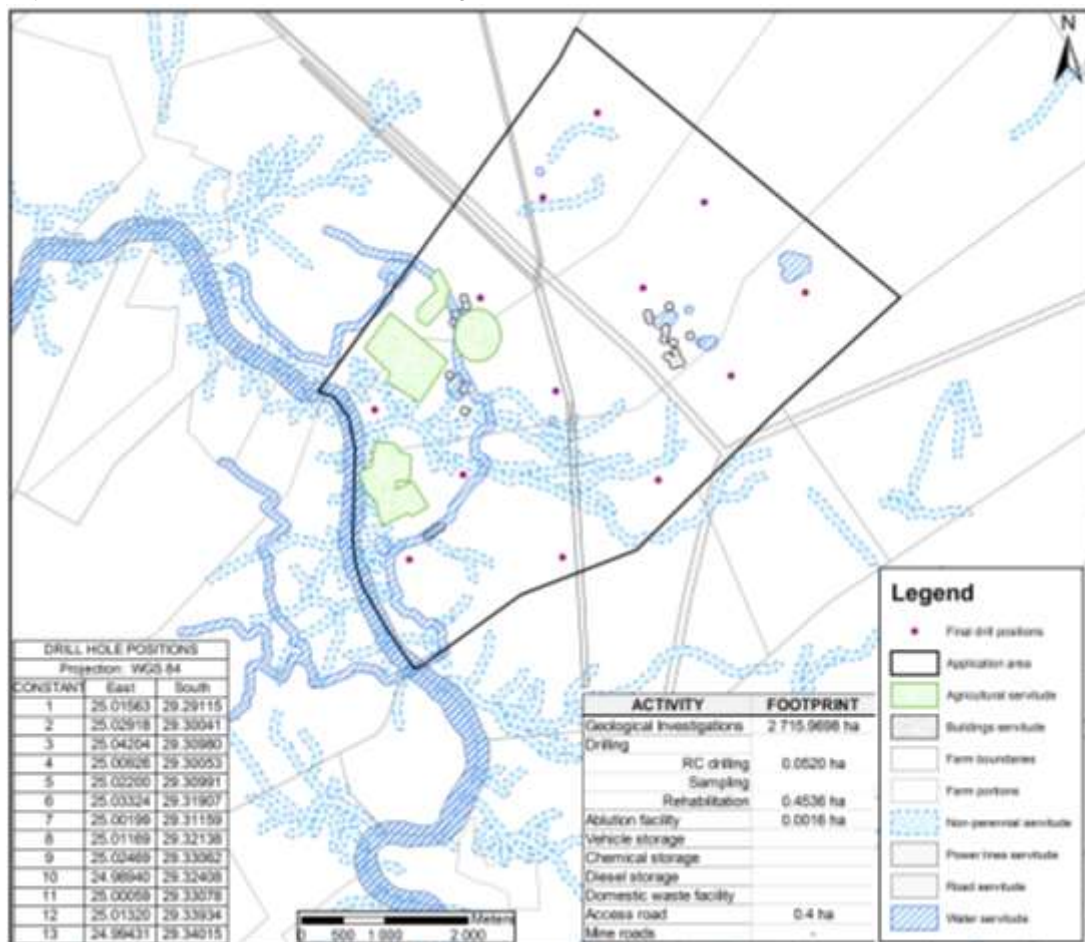 N
Legend
Final drill positions
Application area
Agricultural servitude
Buildings servitude
Farm boundaries
Farm portions
Non-perennial servitude
Power lines servitude
Road servitude
Water servitude
DRILL HOLE POSITIONS
Projection: WGS 84
CONSTANT East South
1 25.01563 29.29115
2 25.02918 29.30041
3 25.04204 29.30980
4 25.00926 29.30053
5 25.02200 29.30991
6 25.03324 29.31907
7 25.00199 29.31159
8 25.01169 29.32138
9 25.02469 29.33062
10 24.98940 29.32408
11 25.00059 29.33078
12 25.01320 29.33934
13 24.99431 29.34015
ACTIVITY FOOTPRINT
Geological Investigations 2 715.9698 ha
Drilling
RC drilling 0.0520 ha
Sampling
Rehabilitation 0.4536 ha
Ablution facility 0.0016 ha
Vehicle storage
Chemical storage
Diesel storage
Domestic waste facility
Access road 0.4 ha
Mine roads -
Meters
0 500 1 000 2 000